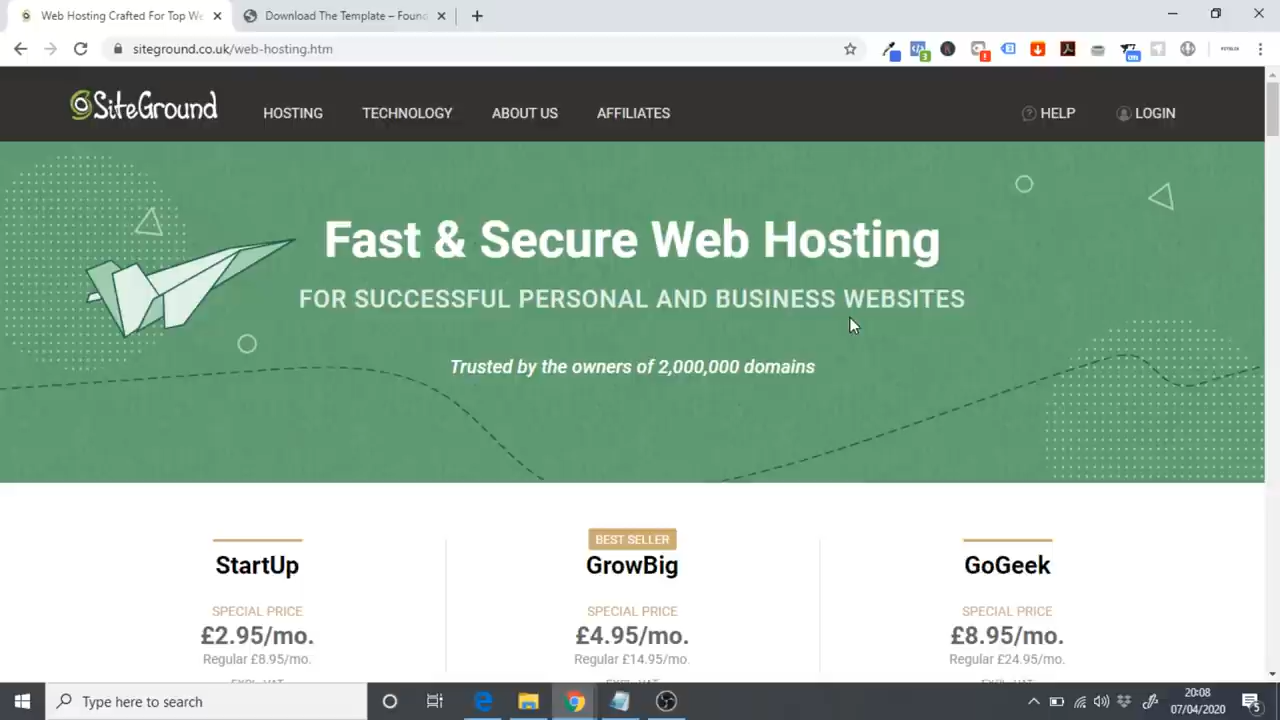 Web Hosting Crafted For Top We
Download The Template – Found
siteground.co.uk/web-hosting.htm
SiteGround
HOSTING
TECHNOLOGY
ABOUT US
AFFILIATES
HELP
LOGIN
Fast & Secure Web Hosting
FOR SUCCESSFUL PERSONAL AND BUSINESS WEBSITES
Trusted by the owners of 2,000,000 domains
StartUp
SPECIAL PRICE
£2.95/mo.
Regular £8.95/mo.
BEST SELLER
GrowBig
SPECIAL PRICE
£4.95/mo.
Regular £14.95/mo.
GoGeek
SPECIAL PRICE
£8.95/mo.
Regular £24.95/mo.
Type here to search
20:08
07/04/2020
5